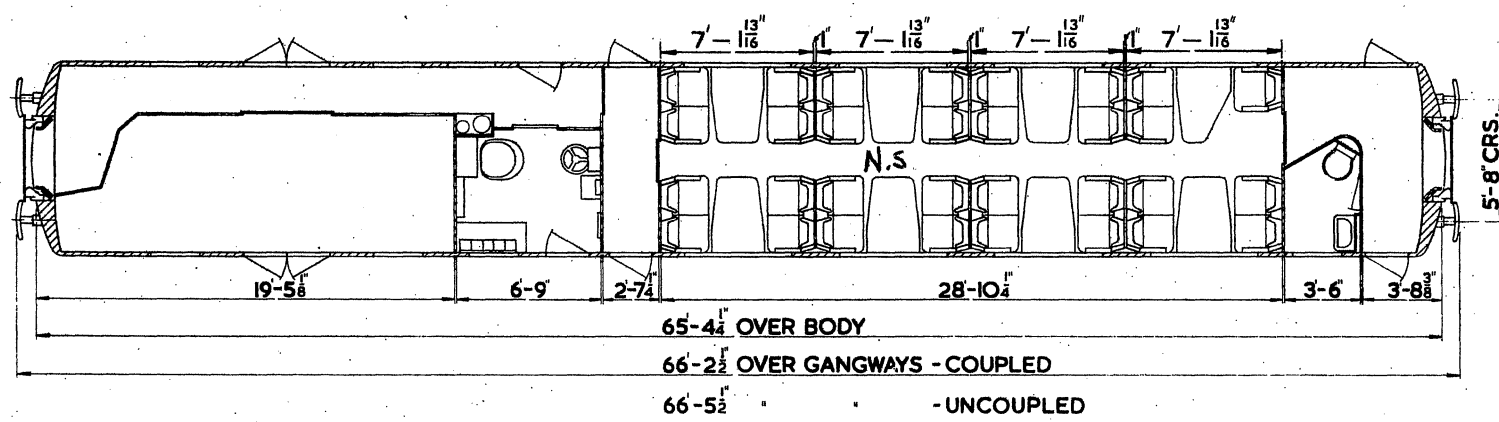 7'-1 13/16" 1" 7'-1 13/16" 1" 7'-1 13/16" 1" 7'-1 13/16"
5'-8" CRS.
N.S
19'-5 1/8" 6'-9" 2'-7 1/4" 28'-10 1/4" 3'-6" 3'-8 3/8"
65'-4 1/4" OVER BODY
66'-2 1/2" OVER GANGWAYS - COUPLED
66'-5 1/2" " " - UNCOUPLED